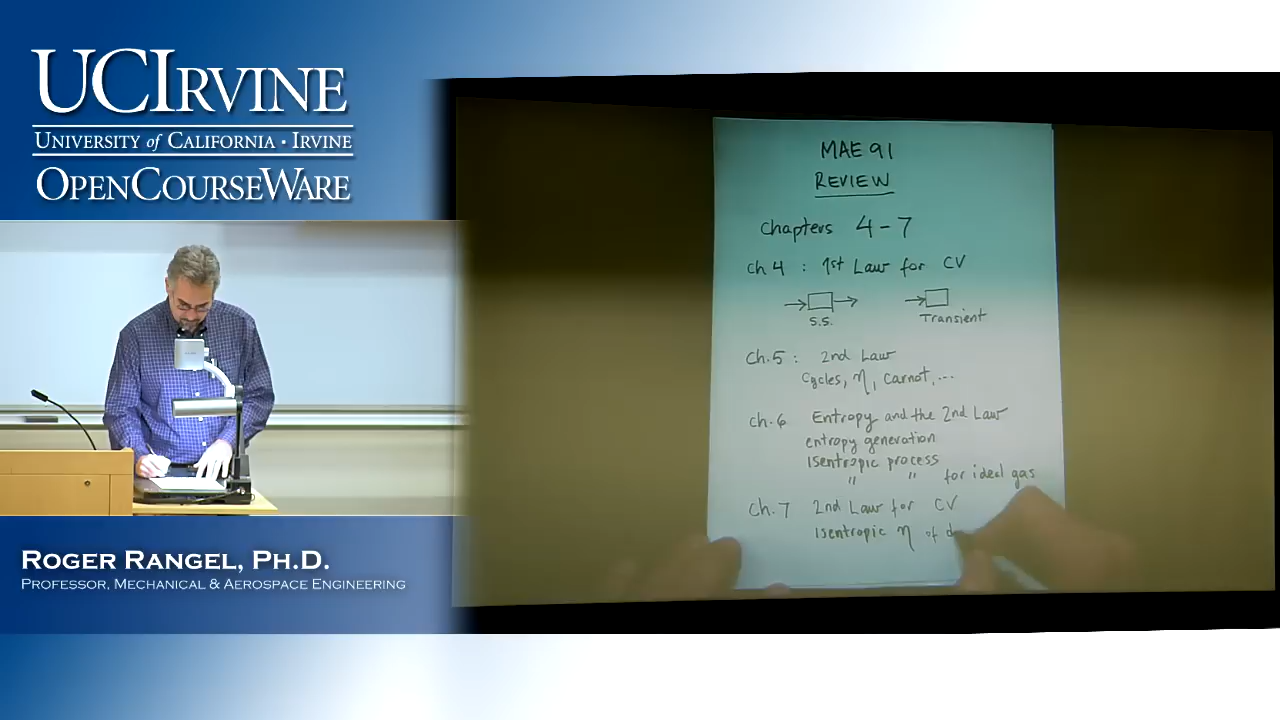 UCIRVINE
UNIVERSITY of CALIFORNIA · IRVINE
OPENCOURSEWARE
ROGER RANGEL, PH.D.
PROFESSOR, MECHANICAL & AEROSPACE ENGINEERING
MAE 91
REVIEW
Chapters 4-7
Ch 4 : 1st Law for CV
S.S. Transient
Ch.5 : 2nd Law
Cycles, η, Carnot, ...
Ch.6 Entropy and the 2nd Law
entropy generation
Isentropic process
" " for ideal gas
Ch.7 2nd Law for CV
Isentropic η of d